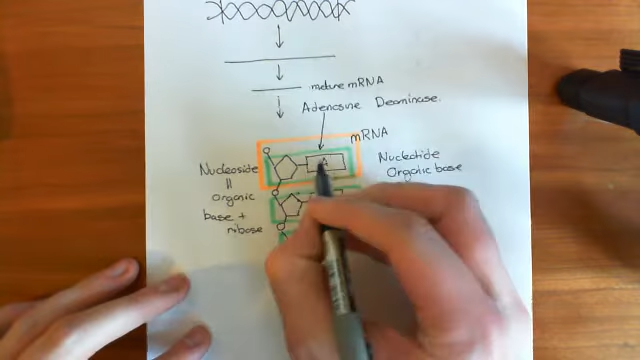 mature mRNA
Adenosine Deaminase.
mRNA
Nucleoside
=
organic
base +
ribose
Nucleotide
Organic base
A